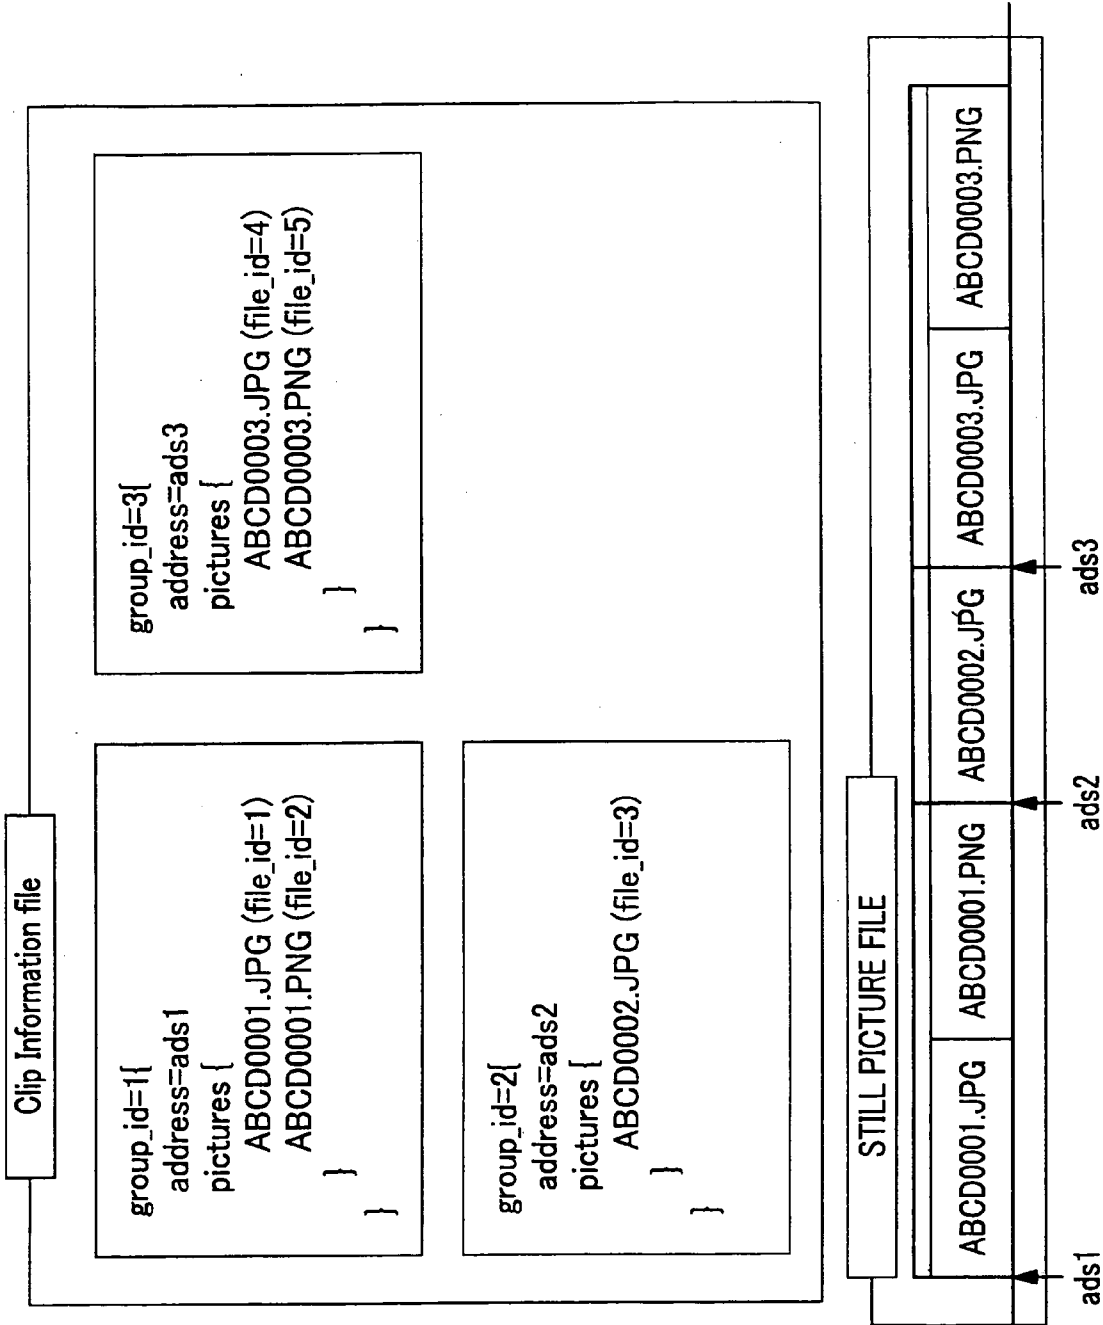 Clip Information file
group_id=1{
address=ads1
pictures {
ABCD0001.JPG (file_id=1)
ABCD0001.PNG (file_id=2)
}
}
group_id=3{
address=ads3
pictures {
ABCD0003.JPG (file_id=4)
ABCD0003.PNG (file_id=5)
}
}
group_id=2{
address=ads2
pictures {
ABCD0002.JPG (file_id=3)
}
}
STILL PICTURE FILE
ABCD0001.JPG ABCD0001.PNG ABCD0002.JPG ABCD0003.JPG ABCD0003.PNG
ads1 ads2 ads3